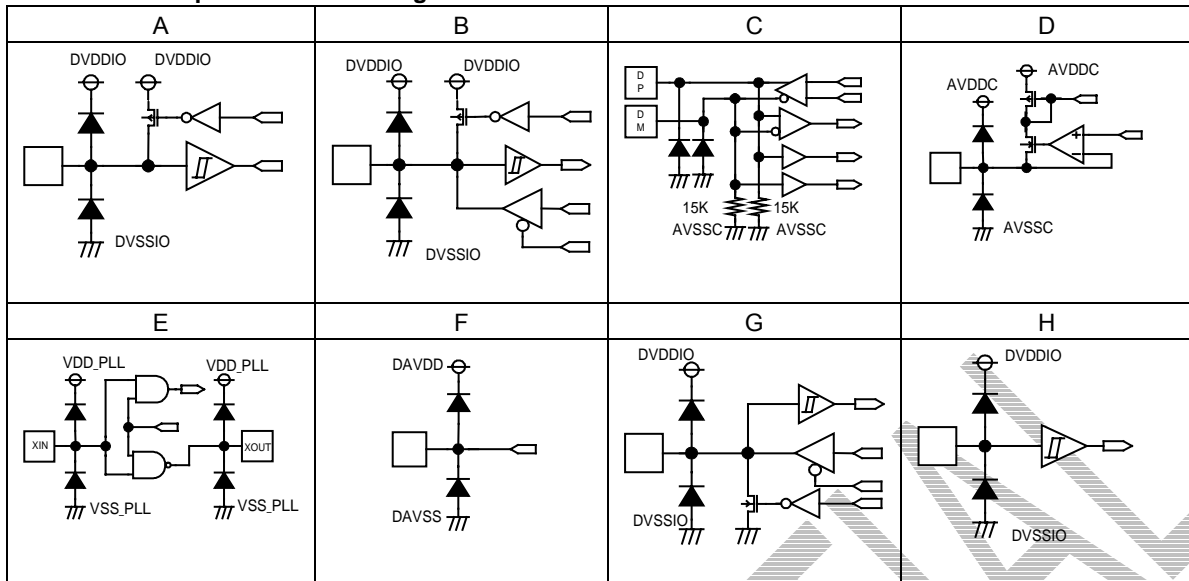 A B C D
DVDDIO DVDDIO
DVSSIO
DVDDIO DVDDIO
DVSSIO
D P
D M
15K 15K
AVSSC AVSSC
AVDDC AVDDC
+
-
AVSSC
E F G H
VDD_PLL VDD_PLL
XIN XOUT
VSS_PLL VSS_PLL
DAVDD
DAVSS
DVDDIO
DVSSIO
DVDDIO
DVSSIO